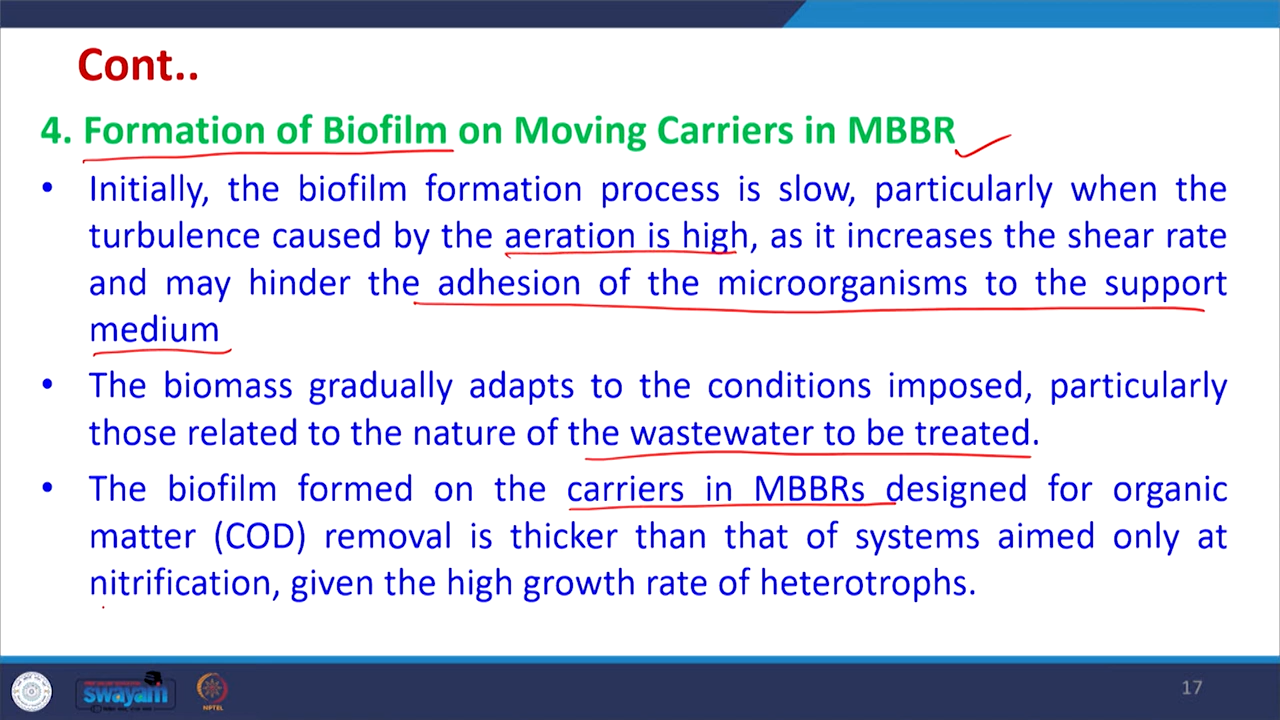 Cont..
4. Formation of Biofilm on Moving Carriers in MBBR
• Initially, the biofilm formation process is slow, particularly when the
turbulence caused by the aeration is high, as it increases the shear rate
and may hinder the adhesion of the microorganisms to the support
medium
• The biomass gradually adapts to the conditions imposed, particularly
those related to the nature of the wastewater to be treated.
• The biofilm formed on the carriers in MBBRs designed for organic
matter (COD) removal is thicker than that of systems aimed only at
nitrification, given the high growth rate of heterotrophs.
swayam
NPTEL
17